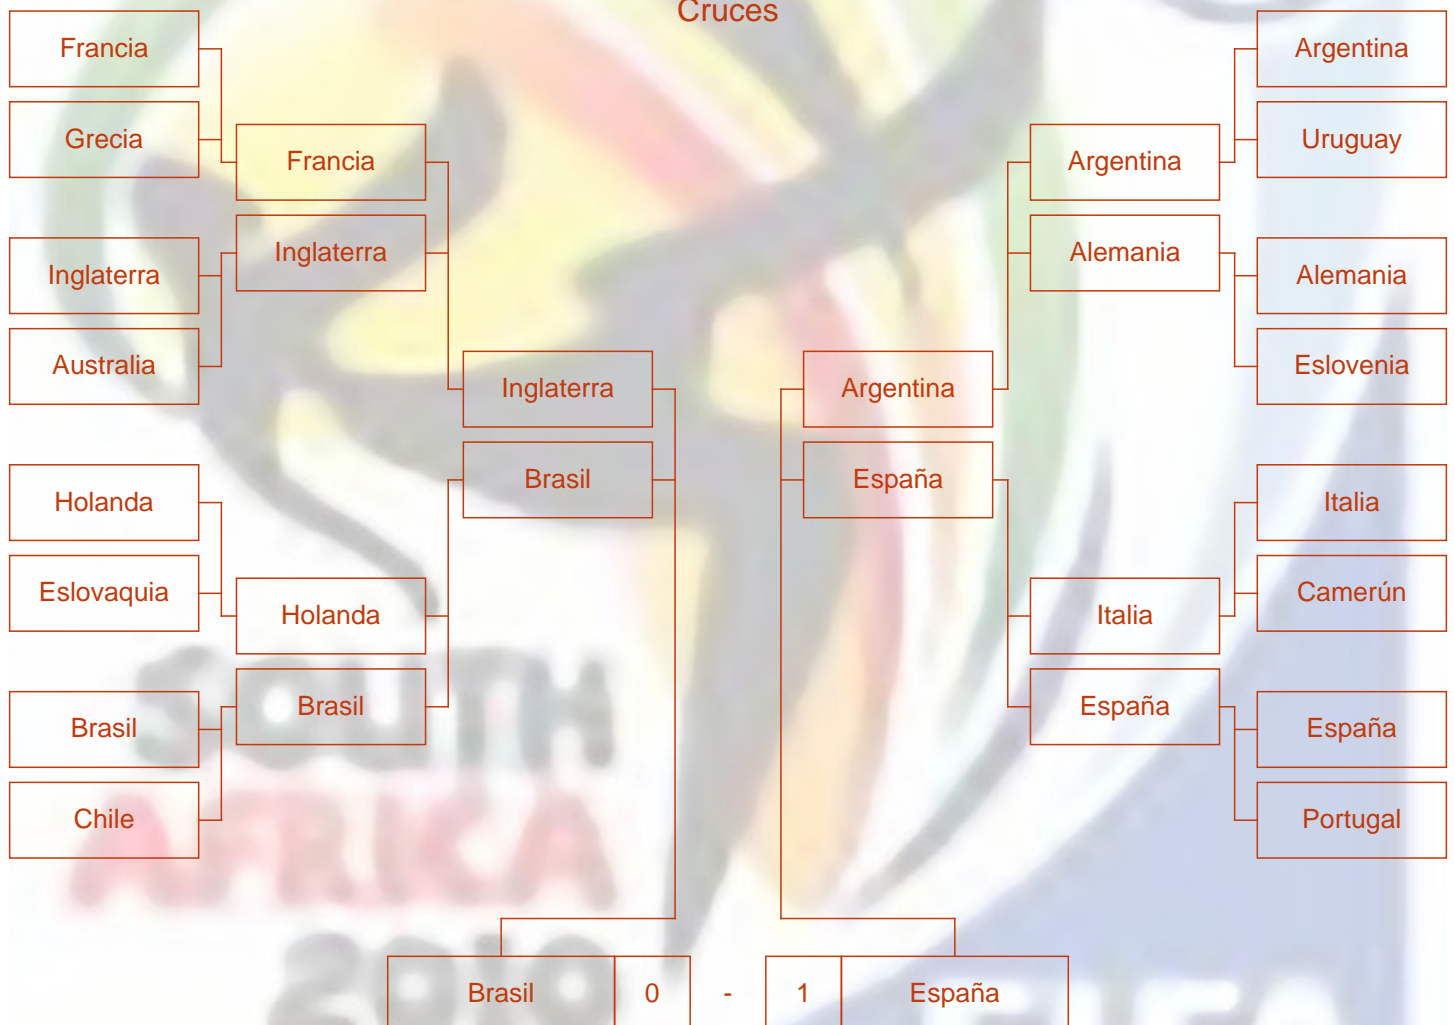 Cruces
Francia
Grecia
Francia
Inglaterra
Inglaterra
Australia
Inglaterra
Brasil
Holanda
Eslovaquia
Holanda
Brasil
Brasil
Chile
Argentina
Uruguay
Argentina
Alemania
Alemania
Eslovenia
Argentina
España
Italia
Camerún
Italia
España
España
Portugal
SOUTH
AFRICA
2010
FIFA
Brasil 0 - 1 España